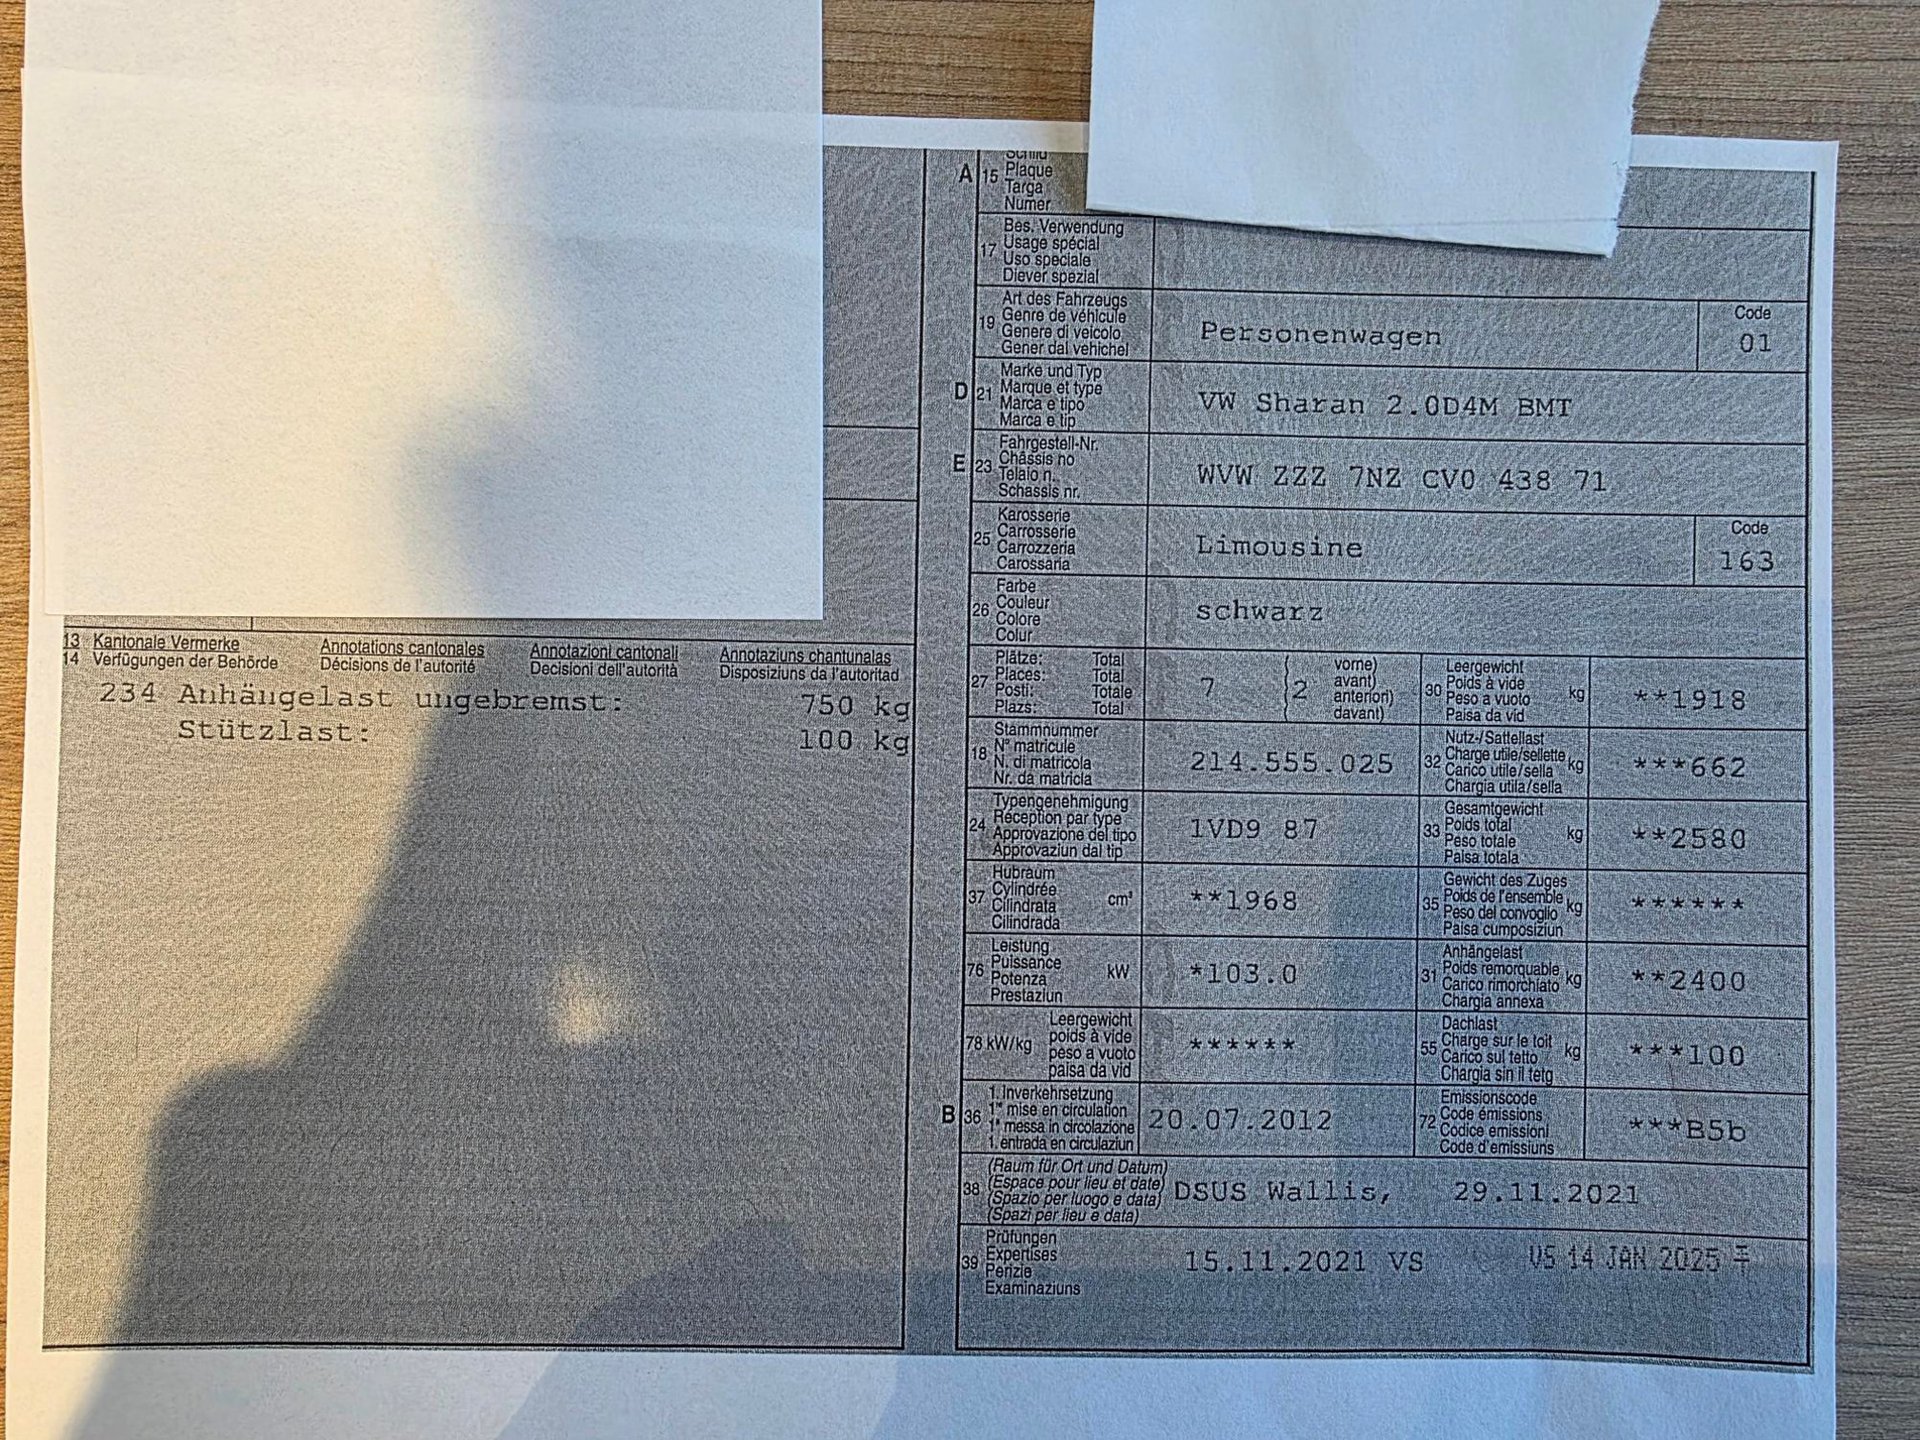 13 Kantonale Vermerke Annotations cantonales Annotazioni cantonali Annotaziuns chantunalas
14 Verfügungen der Behörde Décisions de l'autorité Decisioni dell'autorità Disposiziuns da l'autoritad
234 Anhängelast ungebremst: 750 kg
Stützlast: 100 kg
A 15 Schild
Plaque
Targa
Numer
17 Bes. Verwendung
Usage spécial
Uso speciale
Diever spezial
19 Art des Fahrzeugs
Genre de véhicule
Genere di veicolo
Gener dal vehichel
Personenwagen
Code
01
D 21 Marke und Typ
Marque et type
Marca e tipo
Marca e tip
VW Sharan 2.0D4M BMT
E 23 Fahrgestell-Nr.
Châssis no
Telaio n.
Schassis nr.
WVW ZZZ 7NZ CV0 438 71
25 Karosserie
Carrosserie
Carrozzeria
Carossaria
Limousine
Code
163
26 Farbe
Couleur
Colore
Colur
schwarz
27 Plätze: Total
Places: Total
Posti: Totale
Plazs: Total
7 (2 vorne)
avant)
anteriori)
davant)
30 Leergewicht
Poids à vide
Peso a vuoto
Paisa da vid
kg
**1918
18 Stammnummer
N° matricule
N. di matricola
Nr. da matricla
214.555.025
32 Nutz-/Sattellast
Charge utile/sellette
Carico utile/sella
Chargia utila/sella
kg
***662
24 Typengenehmigung
Réception par type
Approvazione del tipo
Approvaziun dal tip
1VD9 87
33 Gesamtgewicht
Poids total
Peso totale
Paisa totala
kg
**2580
37 Hubraum
Cylindrée
Cilindrata
Cilindrada
cm³
**1968
35 Gewicht des Zuges
Poids de l'ensemble
Peso del convoglio
Paisa cumposiziun
kg
******
76 Leistung
Puissance
Potenza
Prestaziun
kW
*103.0
31 Anhängelast
Poids remorquable
Carico rimorchiato
Chargia annexa
kg
**2400
78 kW/kg Leergewicht
poids à vide
peso a vuoto
paisa da vid
******
55 Dachlast
Charge sur le toit
Carico sul tetto
Chargia sin il tetg
kg
***100
B 36 1. Inverkehrsetzung
1re mise en circulation
1a messa in circolazione
1. entrada en circulaziun
20.07.2012
72 Emissionscode
Code émissions
Codice emissioni
Code d'emissiuns
***B5b
38 (Raum für Ort und Datum)
(Espace pour lieu et date)
(Spazio per luogo e data)
(Spazi per lieu e data)
DSUS Wallis, 29.11.2021
39 Prüfungen
Expertises
Perizie
Examinaziuns
15.11.2021 VS VS 14 JAN 2025